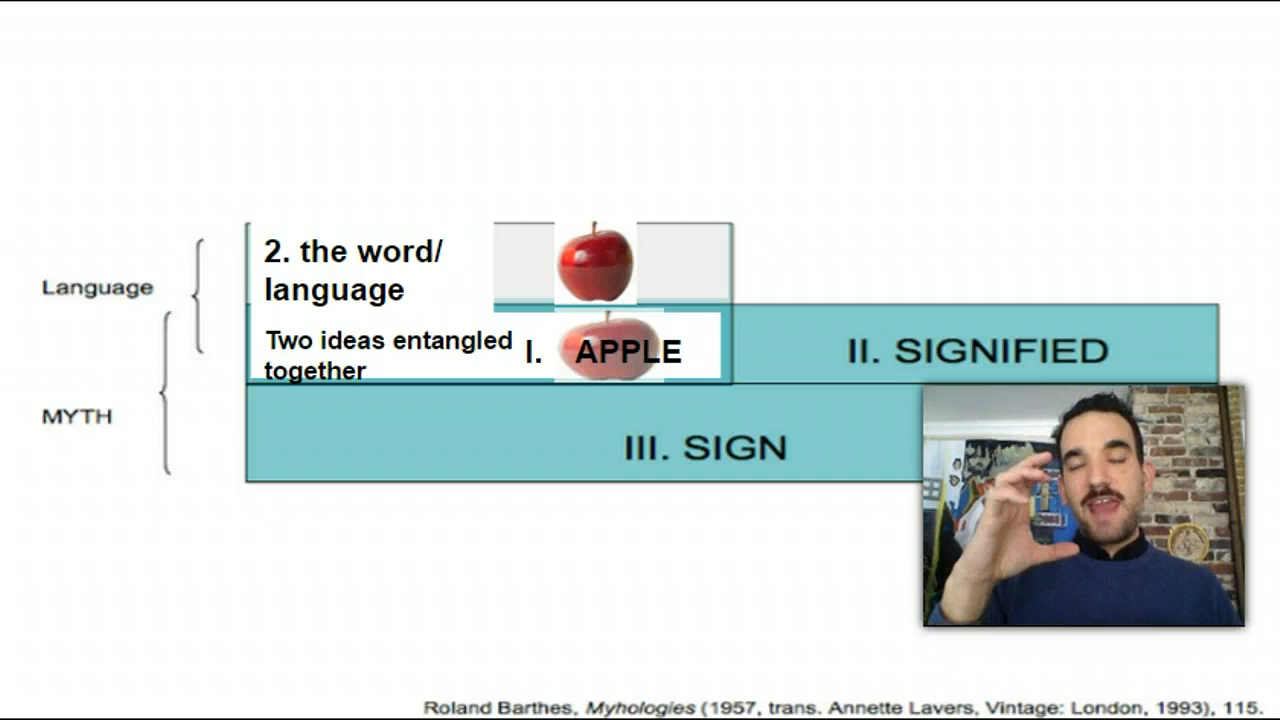 2. the word/
language
Language
Two ideas entangled
together
I. APPLE
II. SIGNIFIED
MYTH
III. SIGN
Roland Barthes, Myhologies (1957, trans. Annette Lavers, Vintage: London, 1993), 115.